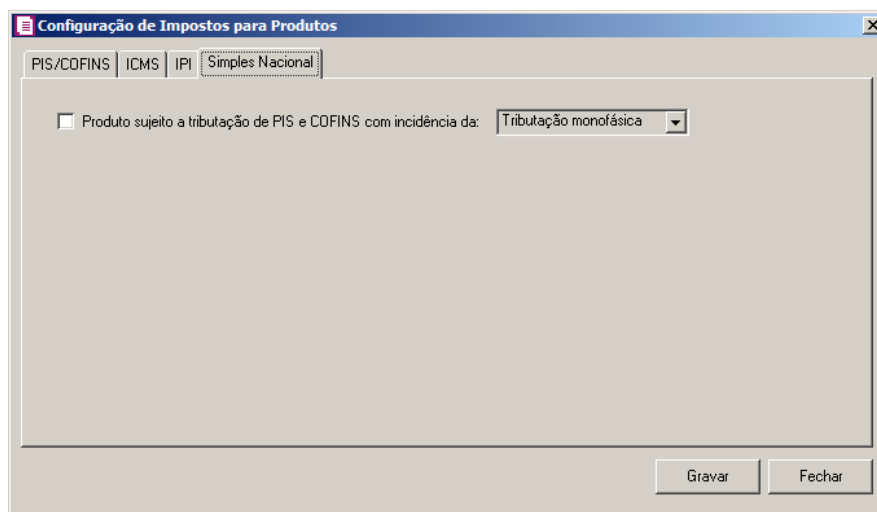 Configuração de Impostos para Produtos
PIS/COFINS ICMS IPI Simples Nacional
Produto sujeito a tributação de PIS e COFINS com incidência da: Tributação monofásica
Gravar Fechar